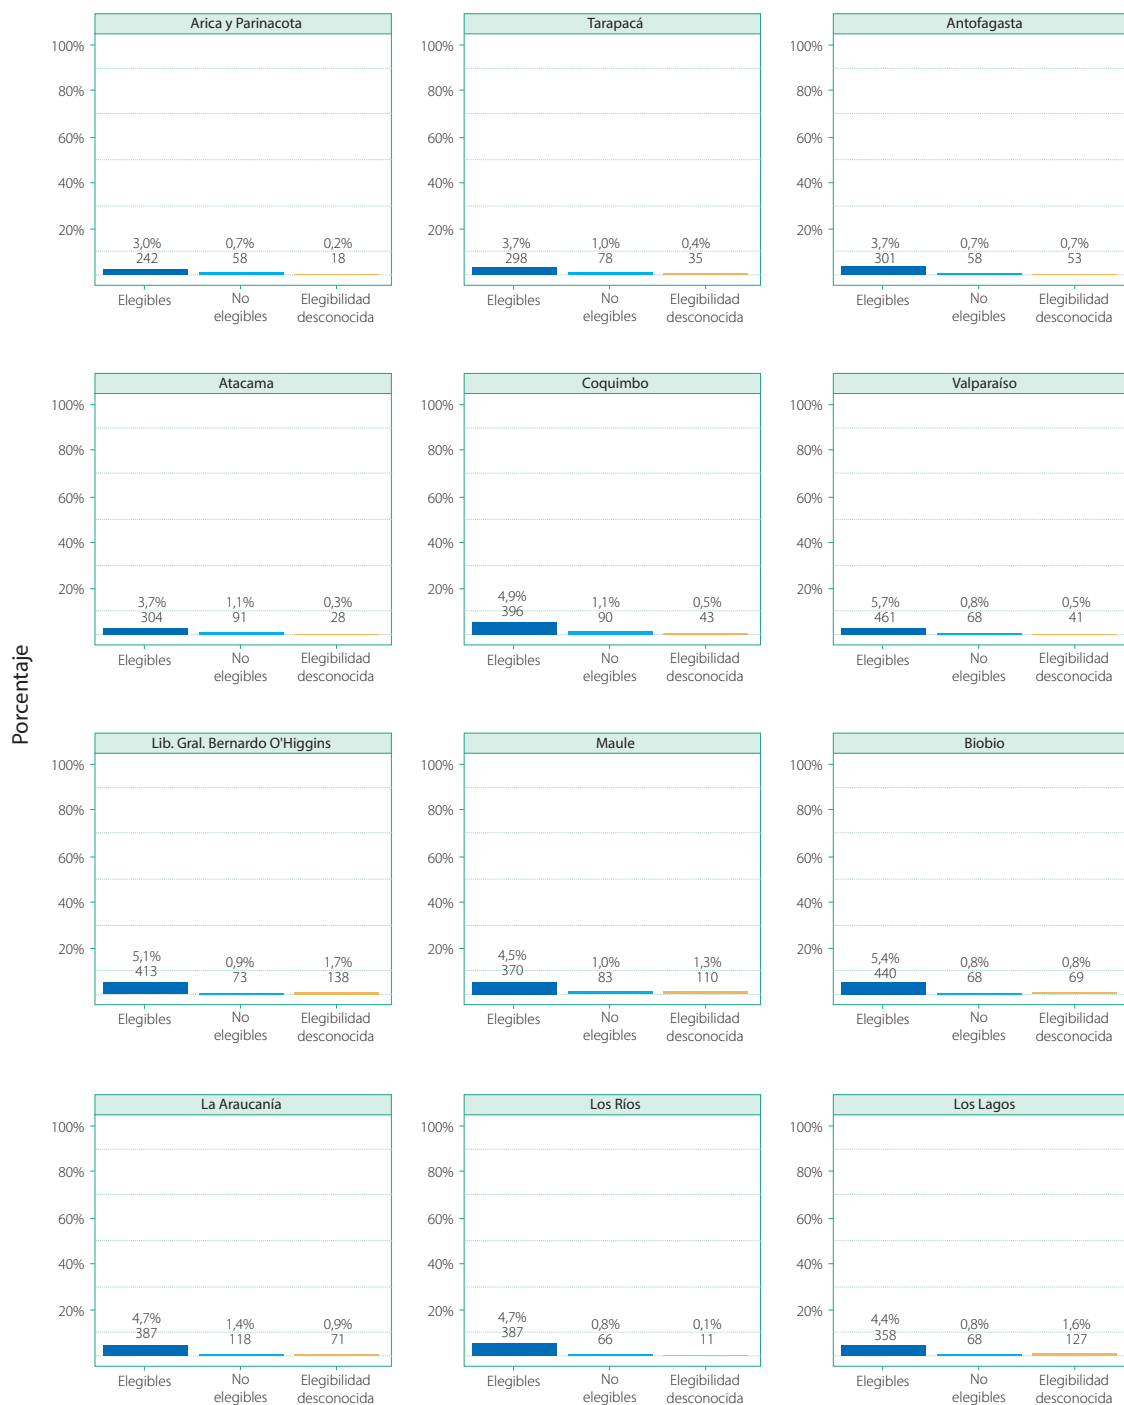 Porcentaje
Arica y Parinacota
100%
80%
60%
40%
20%
3,0% 0,7% 0,2%
242 58 18
Elegibles No elegibles Elegibilidad desconocida
Tarapacá
100%
80%
60%
40%
20%
3,7% 1,0% 0,4%
298 78 35
Elegibles No elegibles Elegibilidad desconocida
Antofagasta
100%
80%
60%
40%
20%
3,7% 0,7% 0,7%
301 58 53
Elegibles No elegibles Elegibilidad desconocida
Atacama
100%
80%
60%
40%
20%
3,7% 1,1% 0,3%
304 91 28
Elegibles No elegibles Elegibilidad desconocida
Coquimbo
100%
80%
60%
40%
20%
4,9% 1,1% 0,5%
396 90 43
Elegibles No elegibles Elegibilidad desconocida
Valparaíso
100%
80%
60%
40%
20%
5,7% 0,8% 0,5%
461 68 41
Elegibles No elegibles Elegibilidad desconocida
Lib. Gral. Bernardo O'Higgins
100%
80%
60%
40%
20%
5,1% 0,9% 1,7%
413 73 138
Elegibles No elegibles Elegibilidad desconocida
Maule
100%
80%
60%
40%
20%
4,5% 1,0% 1,3%
370 83 110
Elegibles No elegibles Elegibilidad desconocida
Biobio
100%
80%
60%
40%
20%
5,4% 0,8% 0,8%
440 68 69
Elegibles No elegibles Elegibilidad desconocida
La Araucanía
100%
80%
60%
40%
20%
4,7% 1,4% 0,9%
387 118 71
Elegibles No elegibles Elegibilidad desconocida
Los Ríos
100%
80%
60%
40%
20%
4,7% 0,8% 0,1%
387 66 11
Elegibles No elegibles Elegibilidad desconocida
Los Lagos
100%
80%
60%
40%
20%
4,4% 0,8% 1,6%
358 68 127
Elegibles No elegibles Elegibilidad desconocida